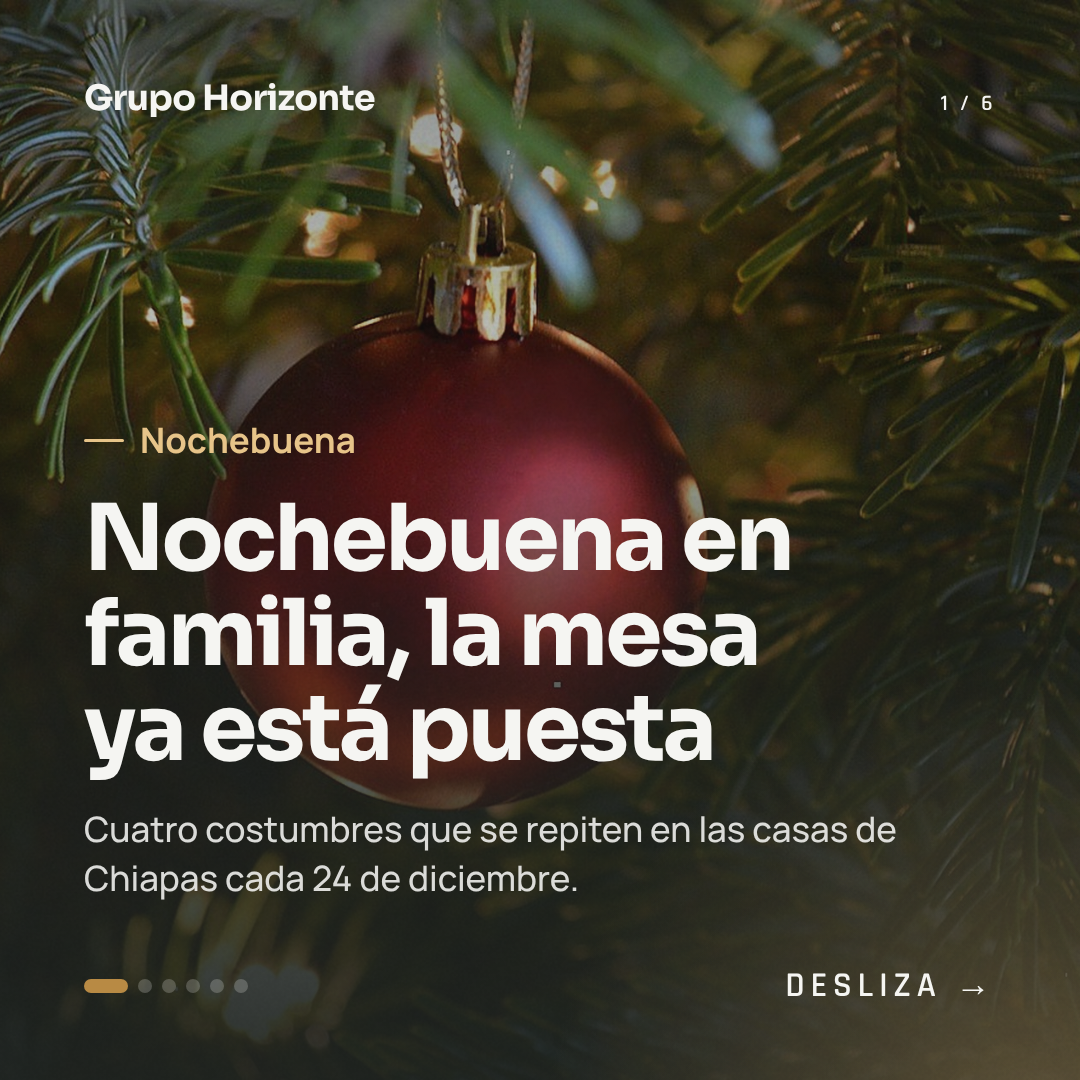 Grupo Horizonte
1 / 6
— Nochebuena
Nochebuena en
familia, la mesa
ya está puesta
Cuatro costumbres que se repiten en las casas de
Chiapas cada 24 de diciembre.
DESLIZA →